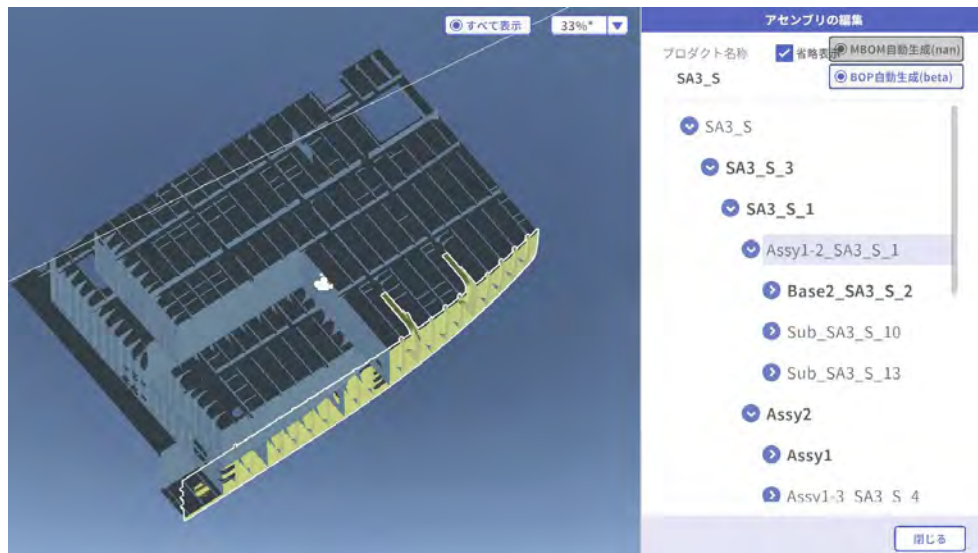 すべて表示
33%*
アセンブリの編集
プロダクト名称
省略表示
MBOM自動生成(nan)
SA3_S
BOP自動生成(beta)
SA3_S
SA3_S_3
SA3_S_1
Assy1-2_SA3_S_1
Base2_SA3_S_2
Sub_SA3_S_10
Sub_SA3_S_13
Assy2
Assy1
Assy1-3_SA3_S_4
閉じる